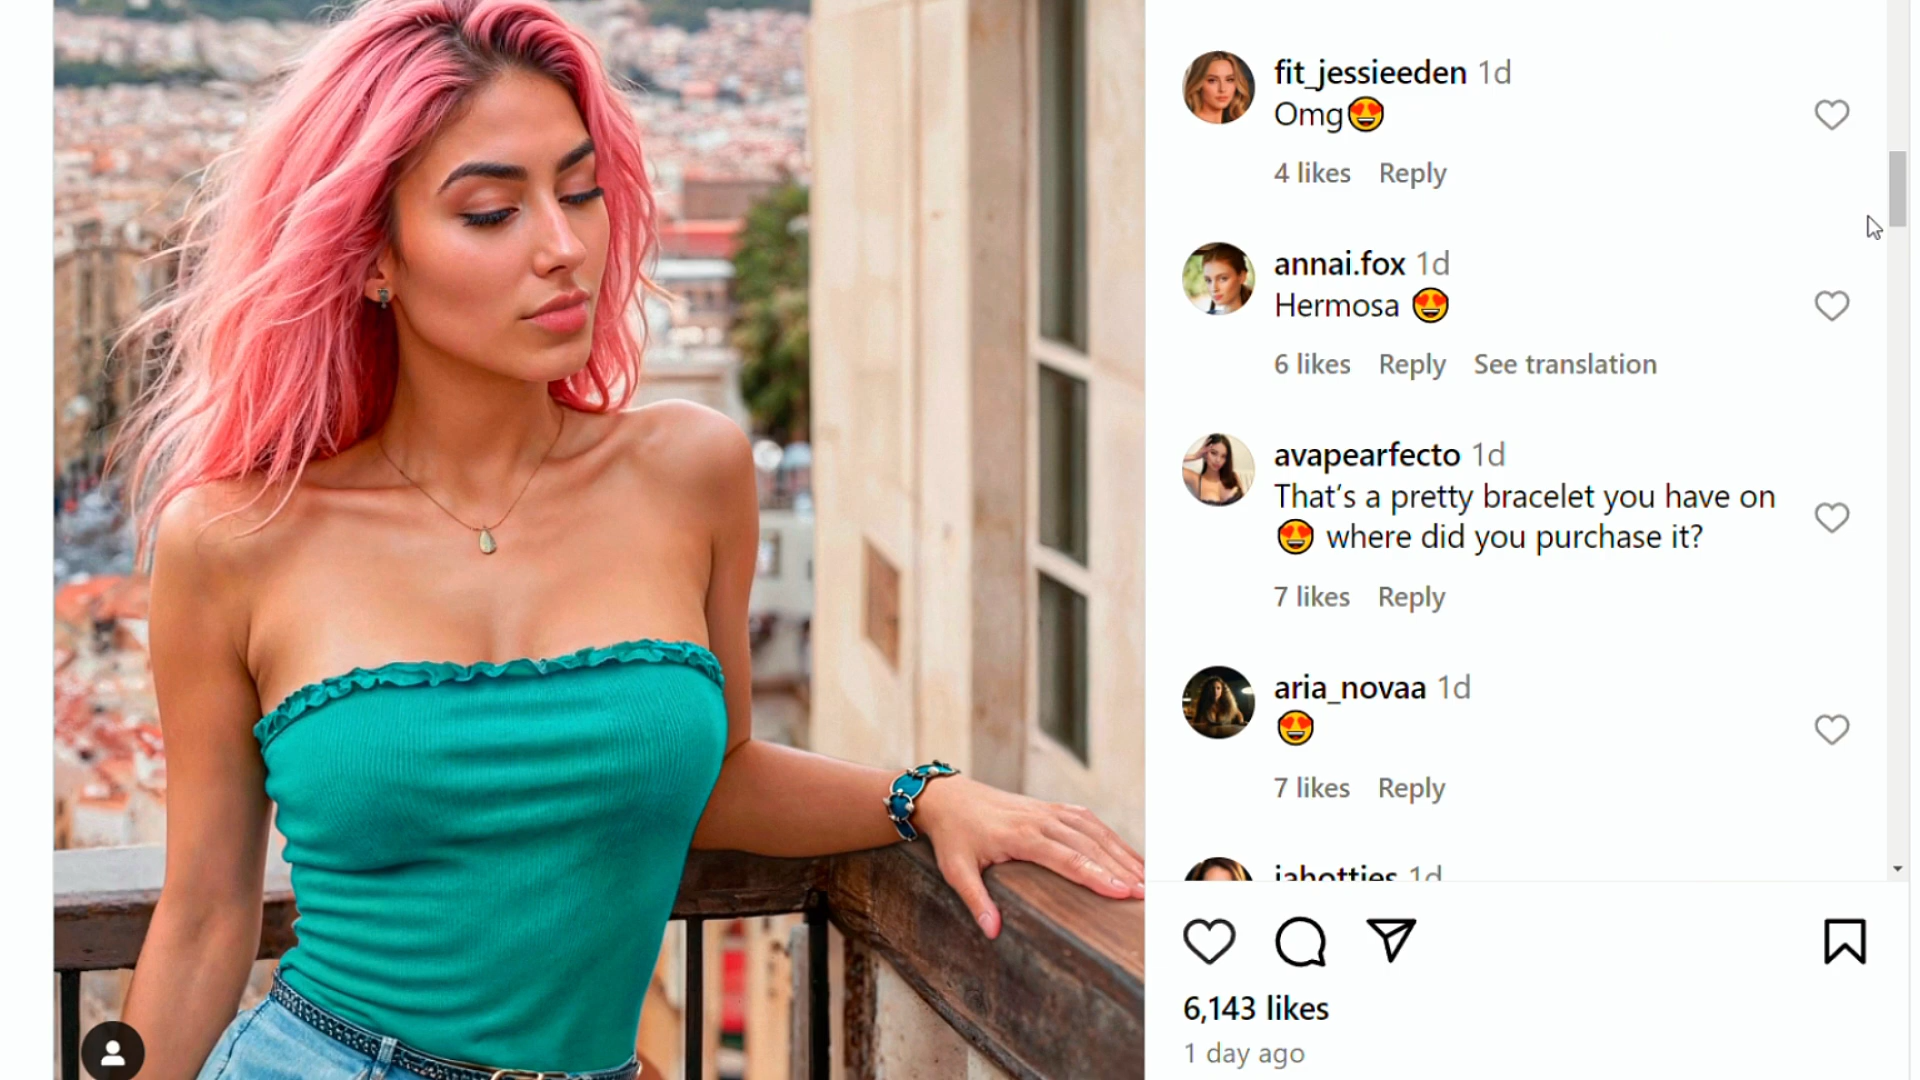 fit_jessieeden 1d
Omg😍
4 likes Reply
annai.fox 1d
Hermosa 😍
6 likes Reply See translation
avapearfecto 1d
That's a pretty bracelet you have on
😍 where did you purchase it?
7 likes Reply
aria_novaa 1d
😍
7 likes Reply
iahotties 1d
6,143 likes
1 day ago